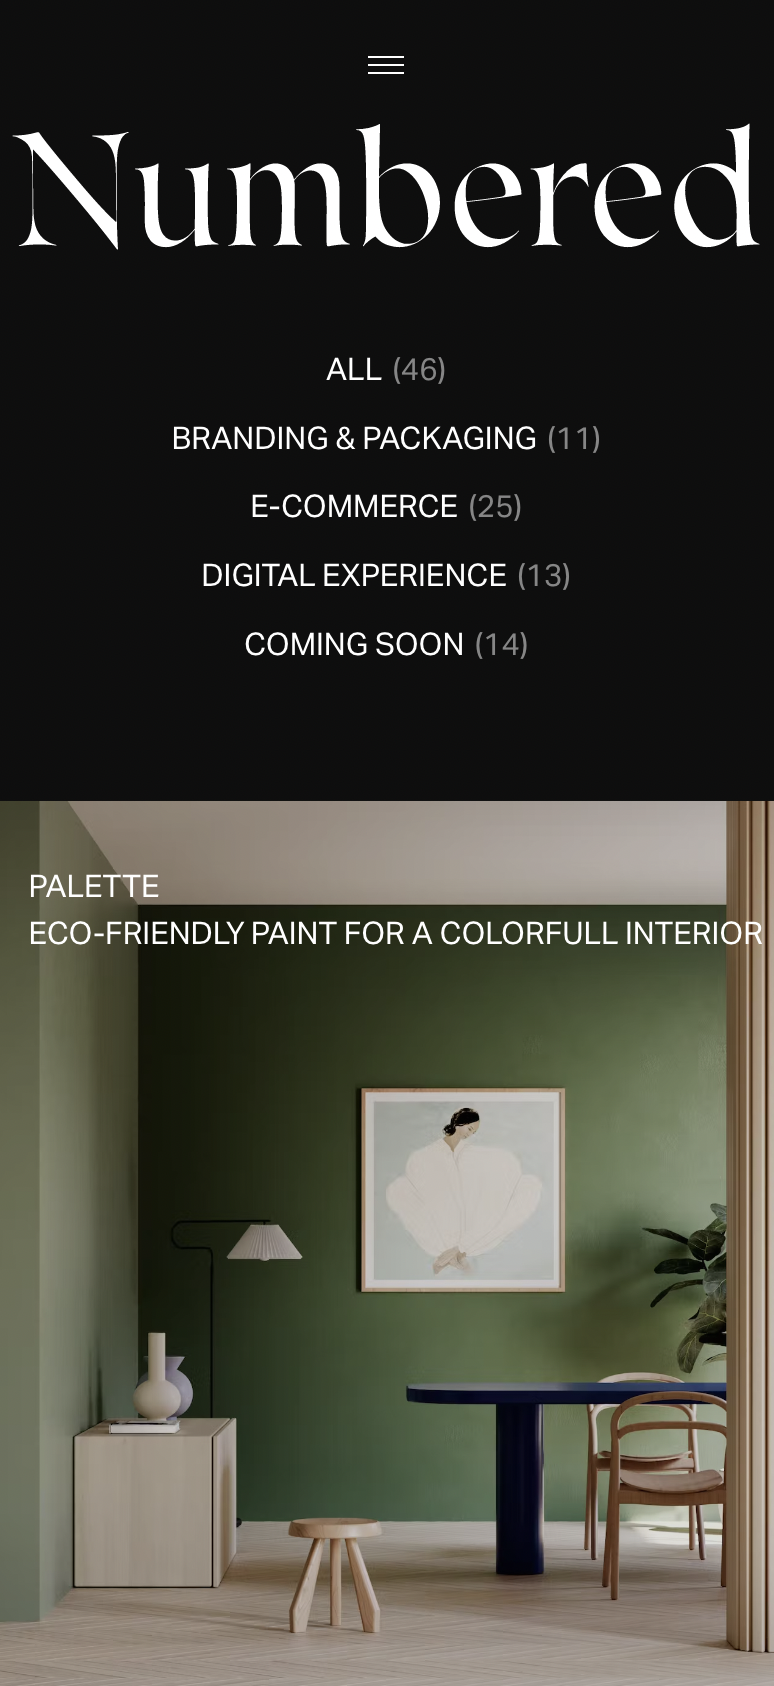 Numbered
ALL (46)
BRANDING & PACKAGING (11)
E-COMMERCE (25)
DIGITAL EXPERIENCE (13)
COMING SOON (14)
PALETTE
ECO-FRIENDLY PAINT FOR A COLORFULL INTERIOR